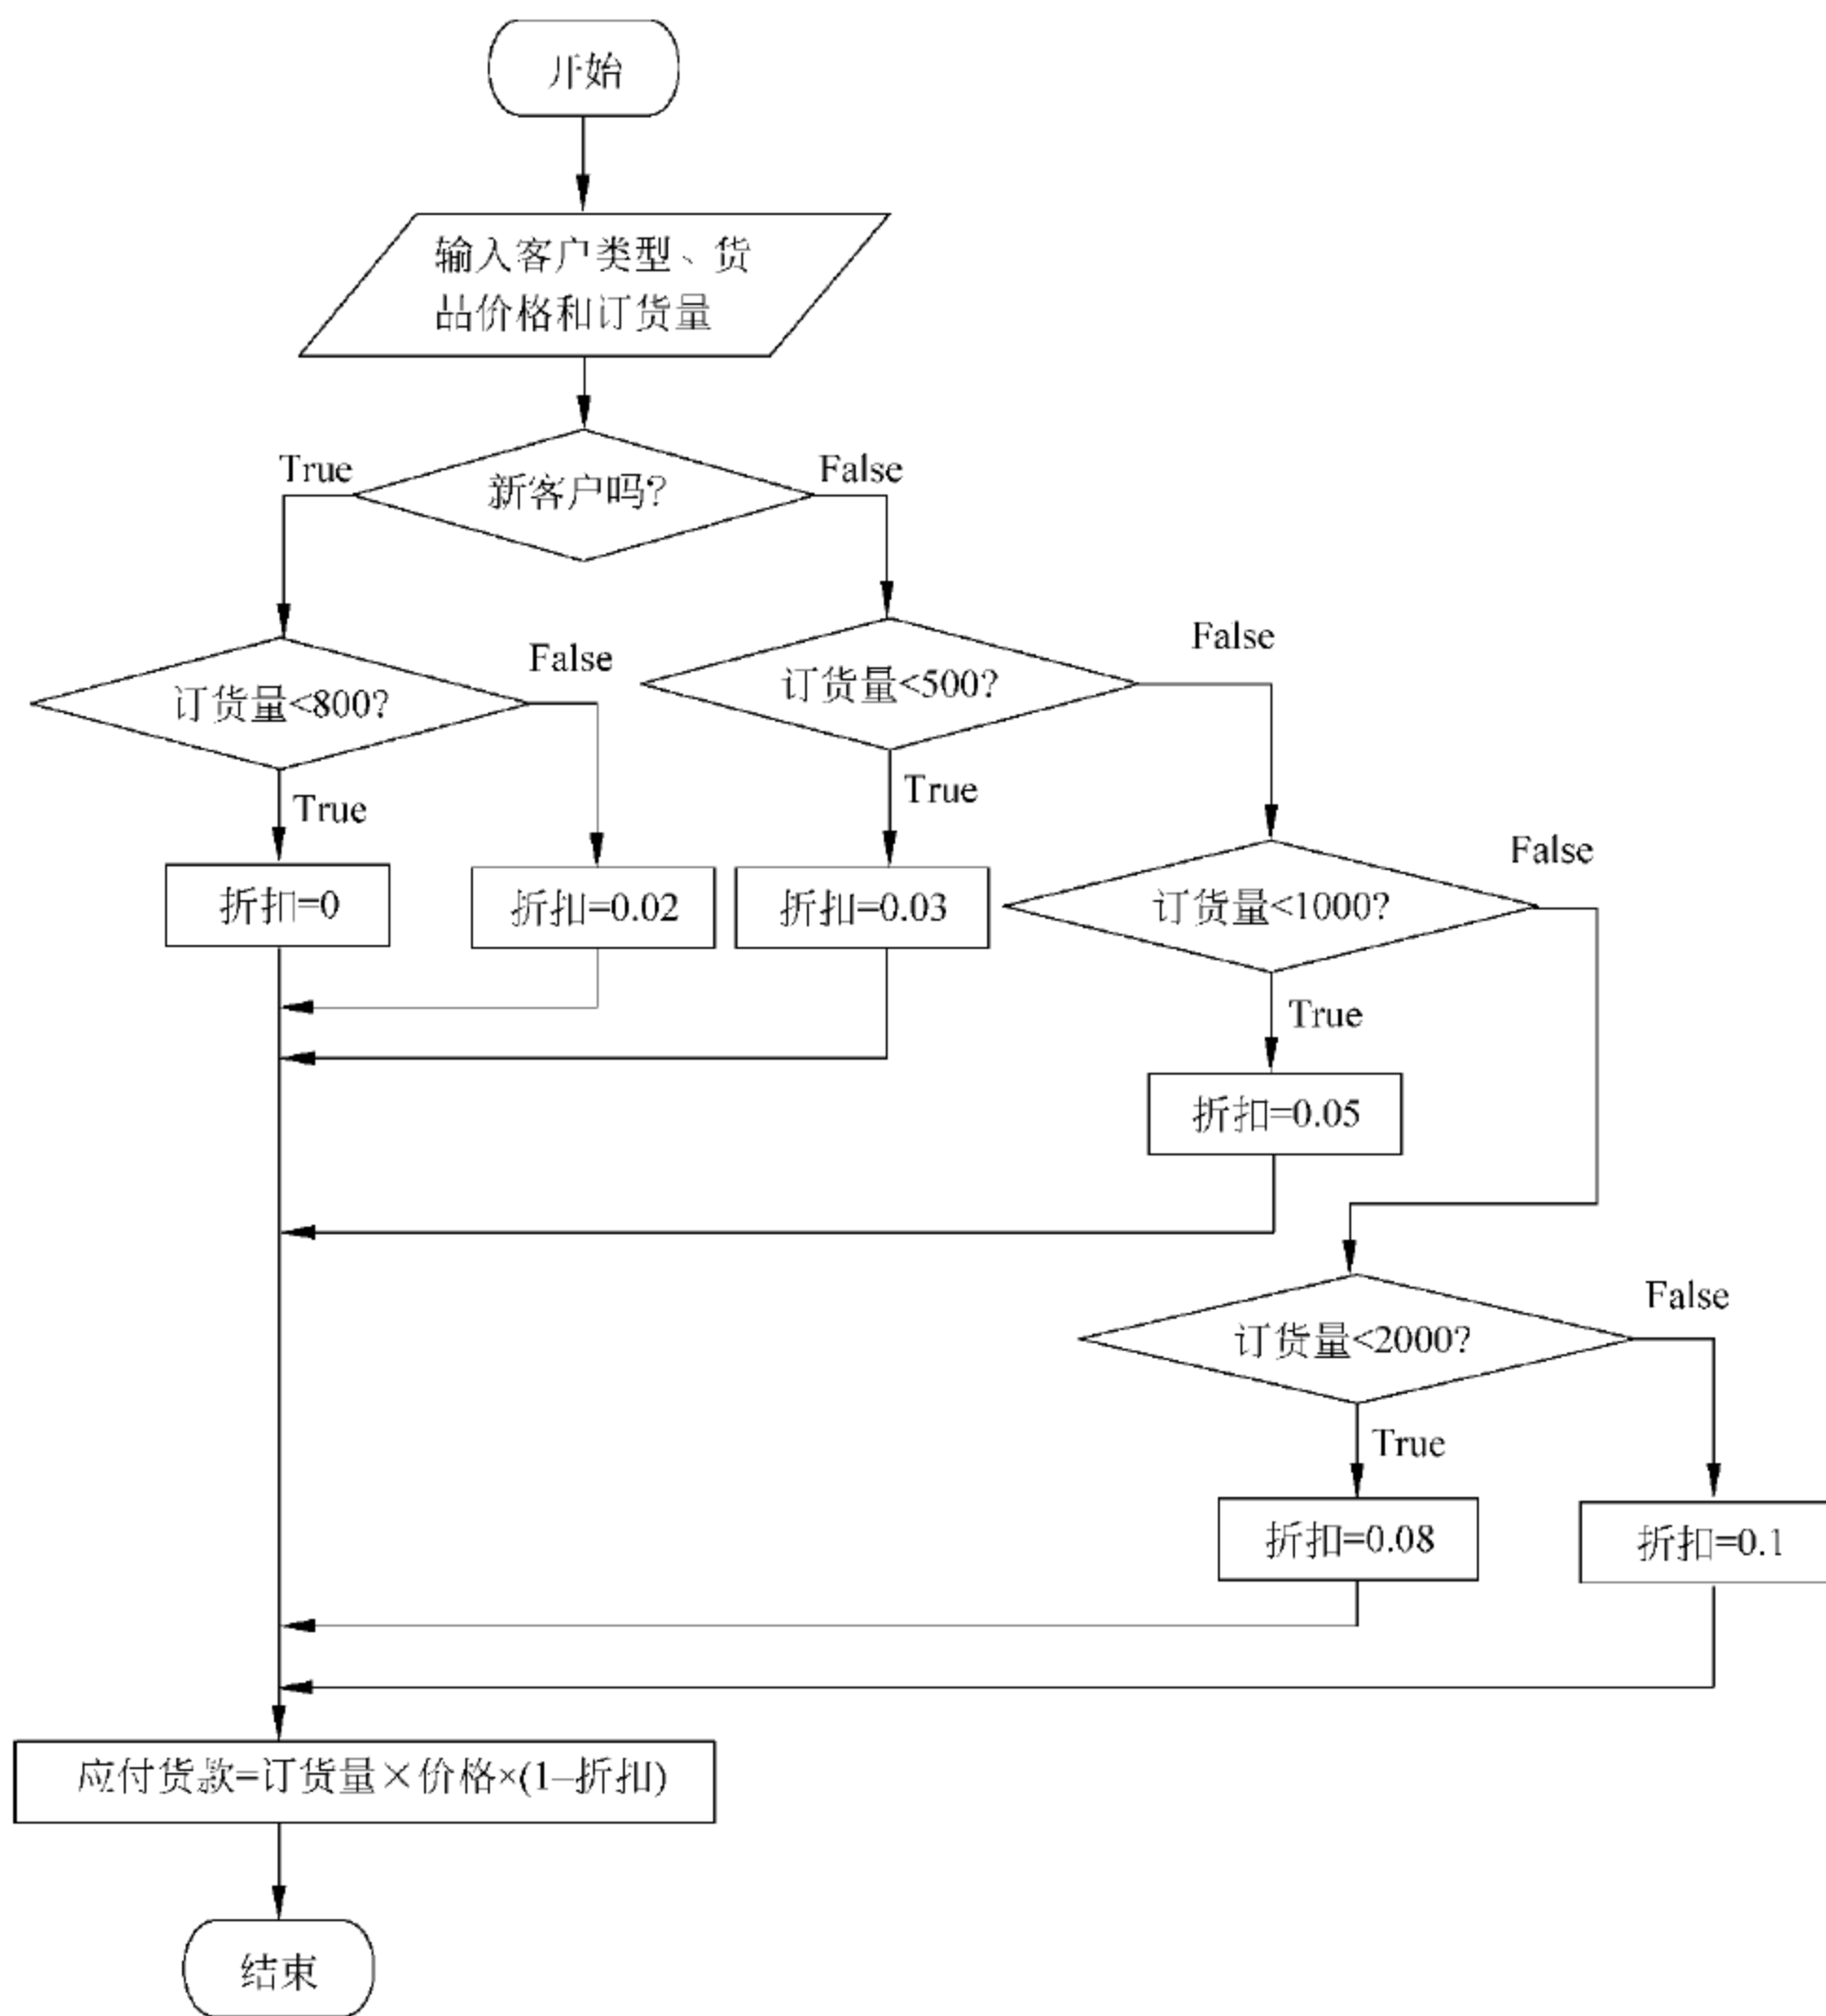 开始
输入客户类型、货
品价格和订货量
True
新客户吗?
False
订货量<800?
False
订货量<500?
False
True
True
折扣=0
折扣=0.02
折扣=0.03
订货量<1000?
False
True
折扣=0.05
订货量<2000?
False
True
折扣=0.08
折扣=0.1
应付货款=订货量×价格×(1–折扣)
结束